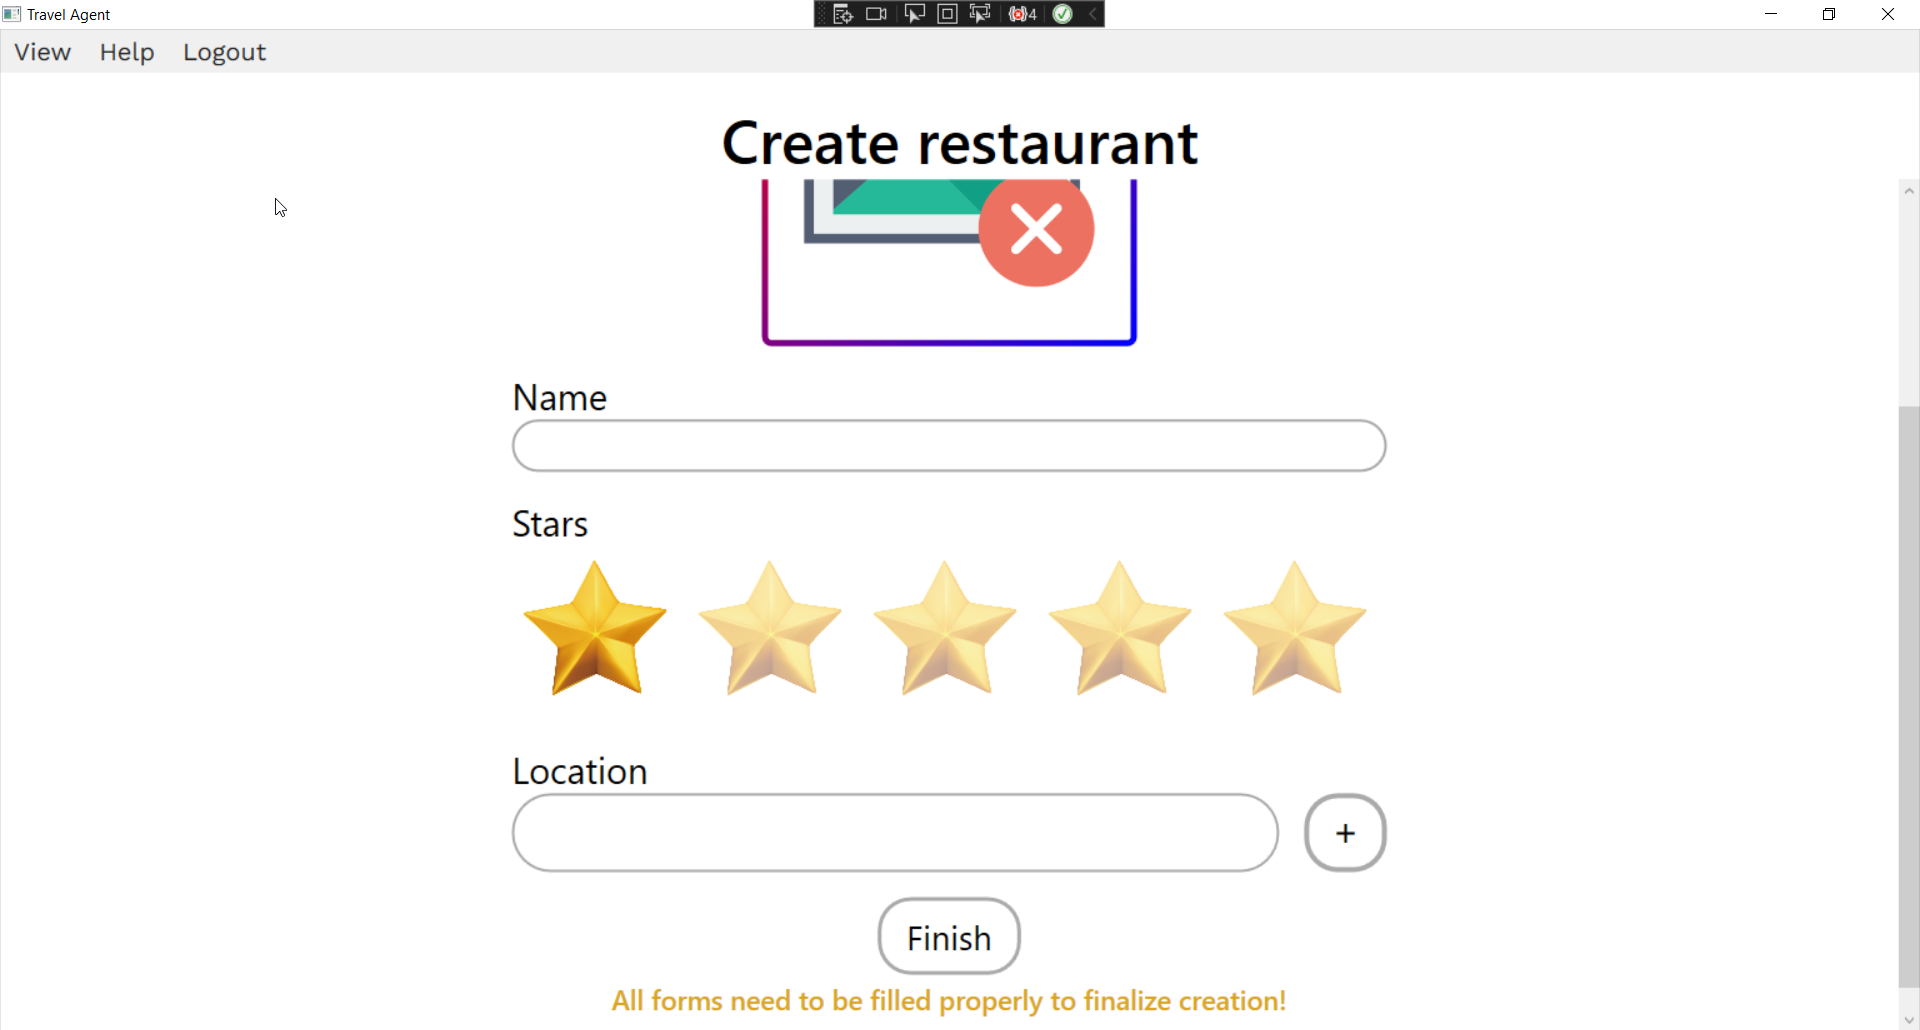 Travel Agent
4
View Help Logout
Create restaurant
Name
Stars
Location
+
Finish
All forms need to be filled properly to finalize creation!